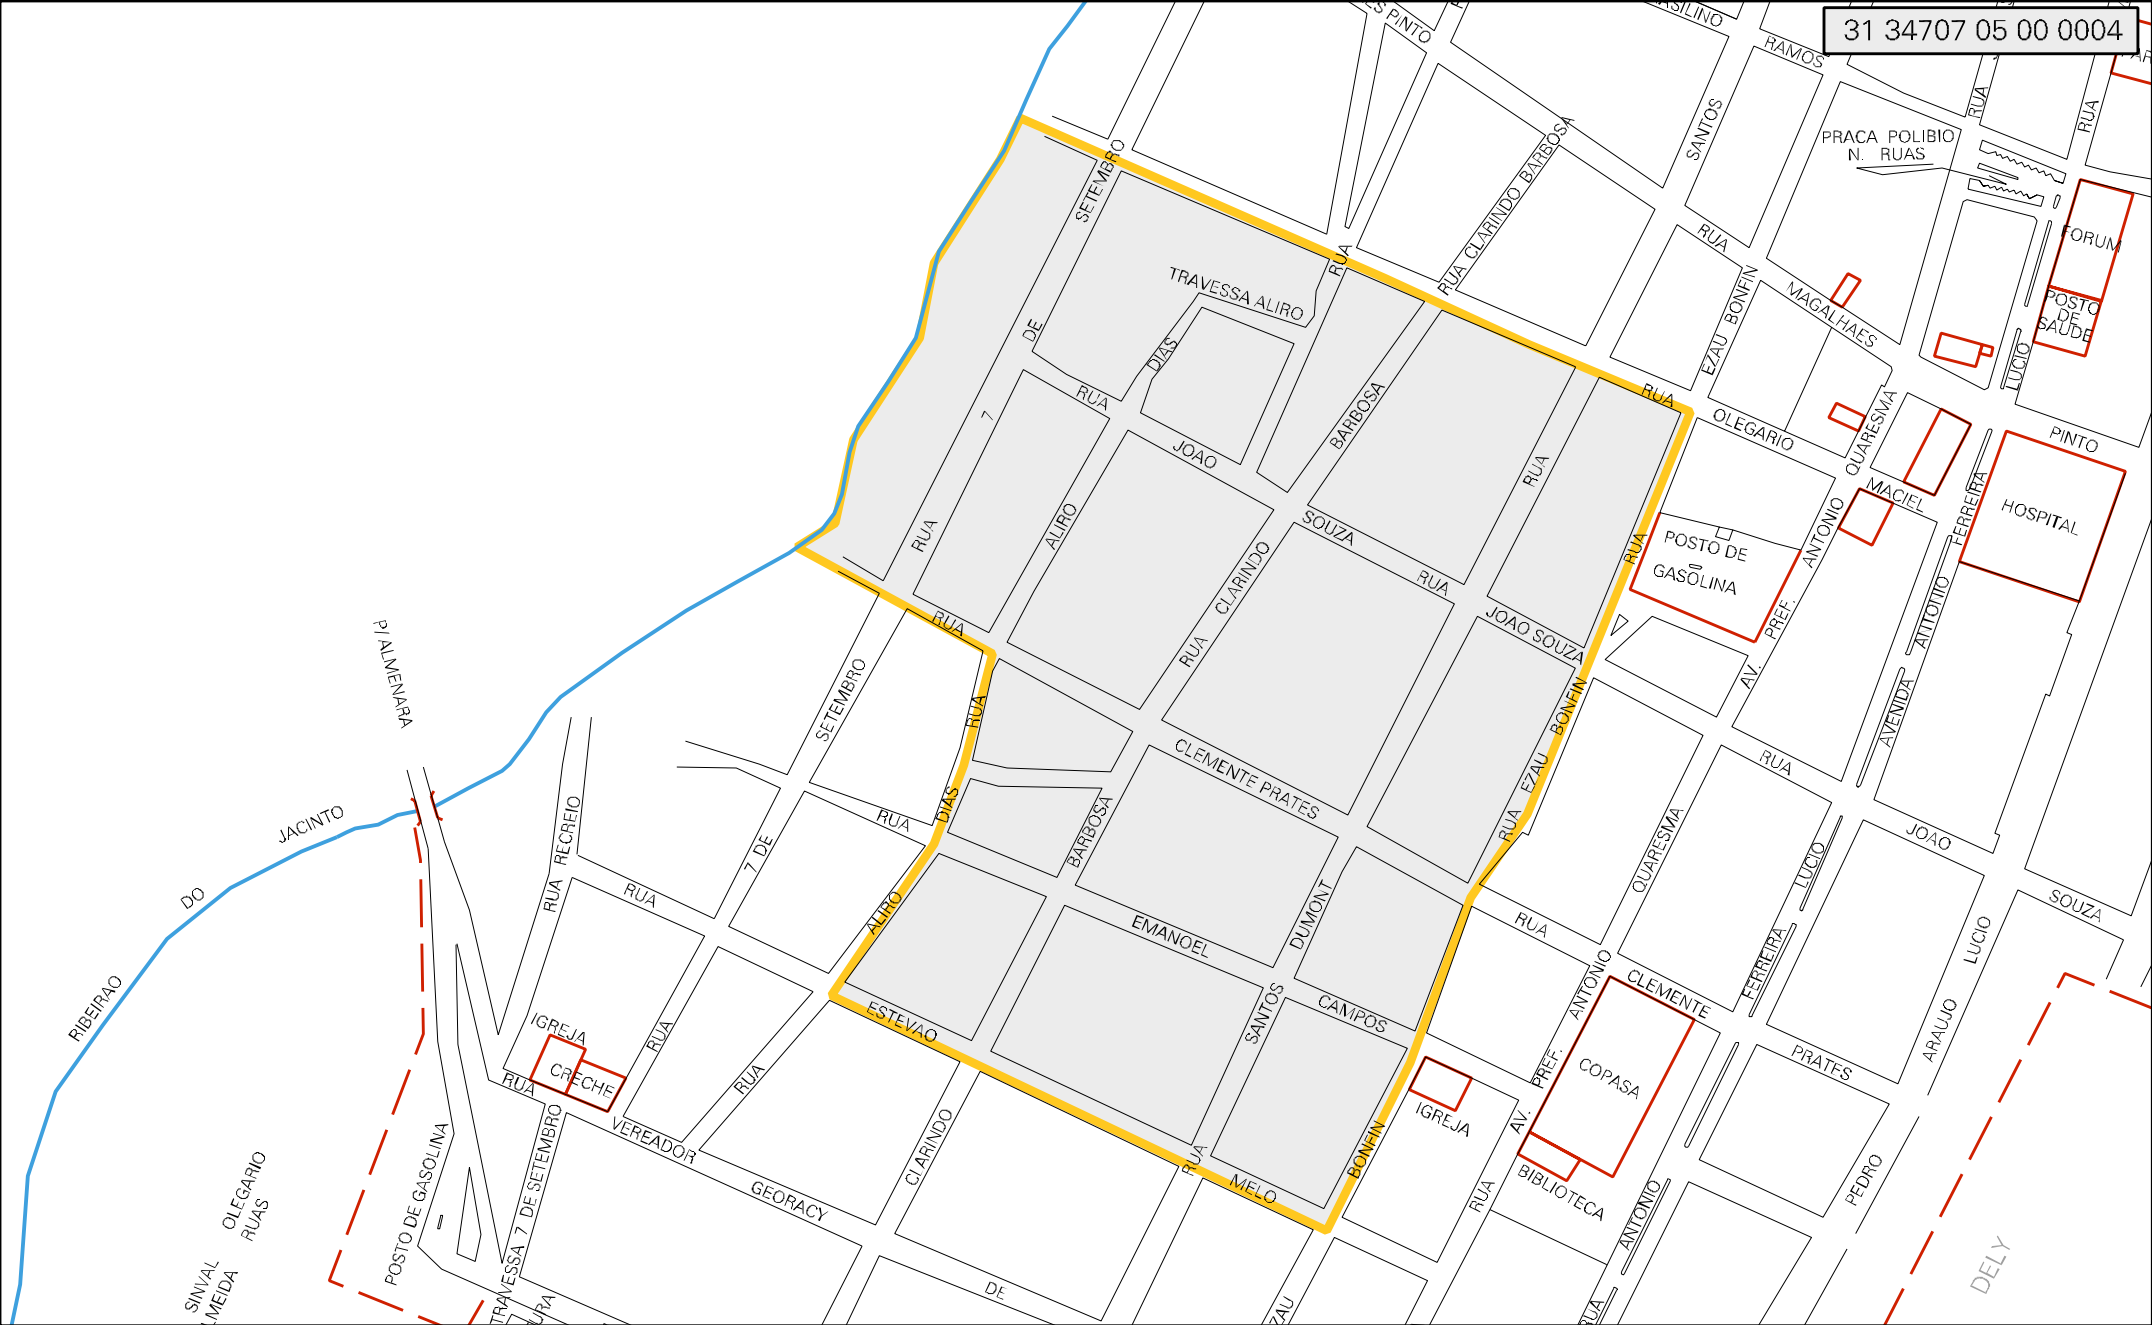 31 34707 05 00 0004
PINTO
RAMOS
SANTOS
RUA
RUA
PRACA POLIBIO
N. RUAS
SETEMBRO
RUA CLARINDO BARBOSA
RUA
RUA
FORUM
TRAVESSA ALIRO
EZAU BONFIN
MAGALHAES
POSTO
DE
SAUDE
DE
DIAS
LUCIO
RUA
RUA
OLEGARIO
QUARESMA
PINTO
7
BARBOSA
JOAO
RUA
MACIEL
FERREIRA
HOSPITAL
RUA
ALIRO
SOUZA
RUA
POSTO DE
GASOLINA
ANTONIO
CLARINDO
RUA
JOAO SOUZA
PREF.
ANTONIO
RUA
P/ ALMENARA
SETEMBRO
RUA
RUA
AV.
AVENIDA
BONFIN
EZAU
RUA
CLEMENTE PRATES
RUA
DIAS
RUA
BARBOSA
JACINTO
RECREIO
RUA
7 DE
QUARESMA
LUCIO
JOAO
DO
RUA
ALIRO
EMANOEL
DUMONT
RUA
SOUZA
RIBEIRAO
ESTEVAO
SANTOS
CAMPOS
ANTONIO
CLEMENTE
FERREIRA
LUCIO
IGREJA
CRECHE
RUA
RUA
RUA
PREF.
COPASA
PRATES
ARAUJO
VEREADOR
GEORACY
CLARINDO
RUA
MELO
BONFIN
IGREJA
AV.
BIBLIOTECA
RUA
ANTONIO
PEDRO
POSTO DE GASOLINA
TRAVESSA 7 DE SETEMBRO
OLEGARIO
RUAS
SINVAL
DE
RUA
DELY